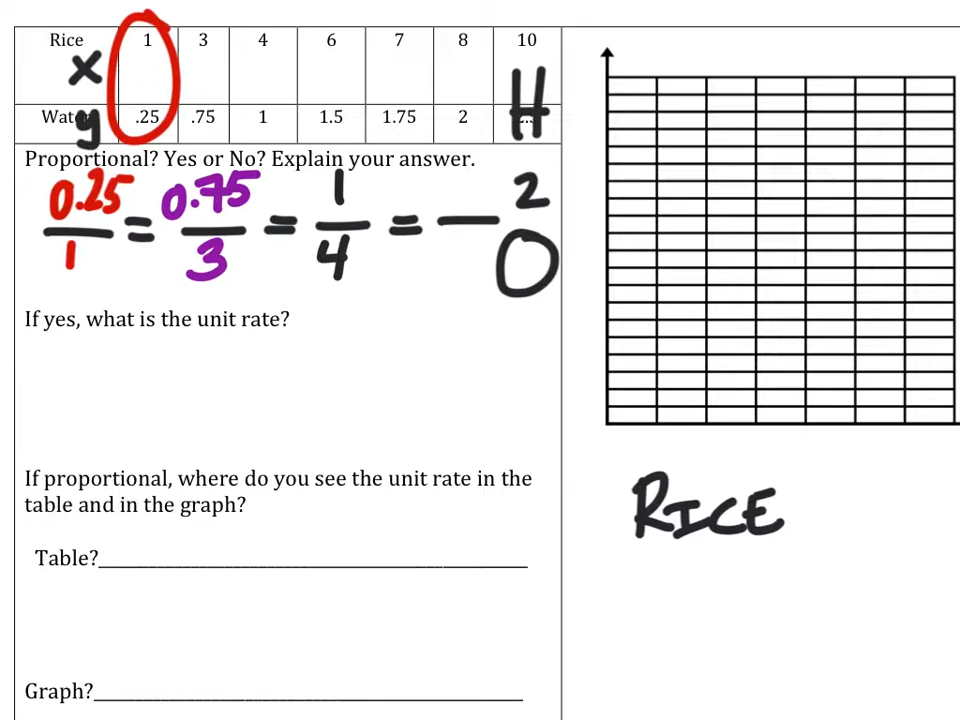 Rice 1 3 4 6 7 8 10
x H
Water .25 .75 1 1.5 1.75 2
y
Proportional? Yes or No? Explain your answer.
0.25 = 0.75 = 1 = 2
1 3 4 0
If yes, what is the unit rate?
If proportional, where do you see the unit rate in the
table and in the graph?
RICE
Table?
Graph?